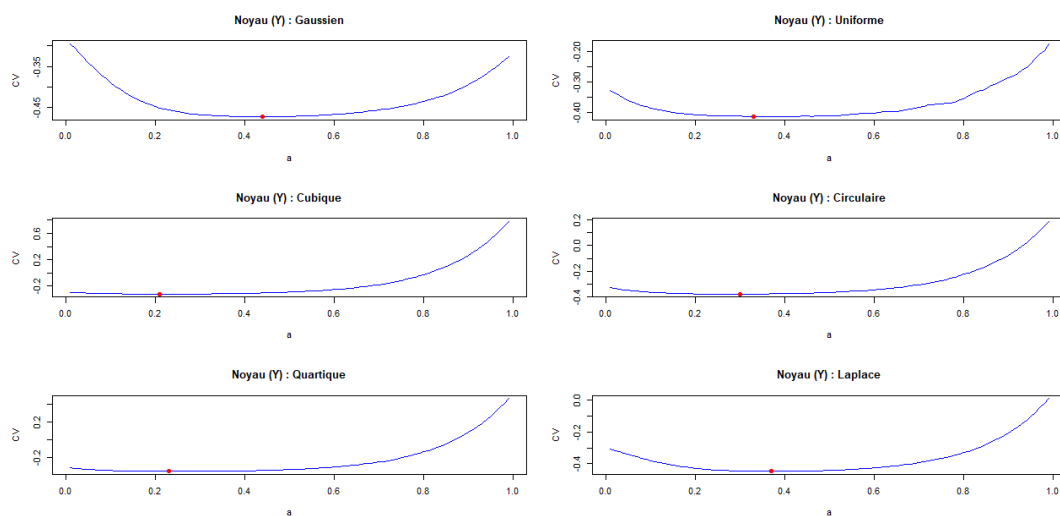 Noyau (Y) : Gaussien
CV
-0.35
-0.45
0.0 0.2 0.4 0.6 0.8 1.0
a
Noyau (Y) : Uniforme
CV
-0.20
-0.30
-0.40
0.0 0.2 0.4 0.6 0.8 1.0
a
Noyau (Y) : Cubique
CV
0.6
0.2
-0.2
0.0 0.2 0.4 0.6 0.8 1.0
a
Noyau (Y) : Circulaire
CV
0.2
0.0
-0.2
-0.4
0.0 0.2 0.4 0.6 0.8 1.0
a
Noyau (Y) : Quartique
CV
0.2
-0.2
0.0 0.2 0.4 0.6 0.8 1.0
a
Noyau (Y) : Laplace
CV
0.0
-0.2
-0.4
0.0 0.2 0.4 0.6 0.8 1.0
a